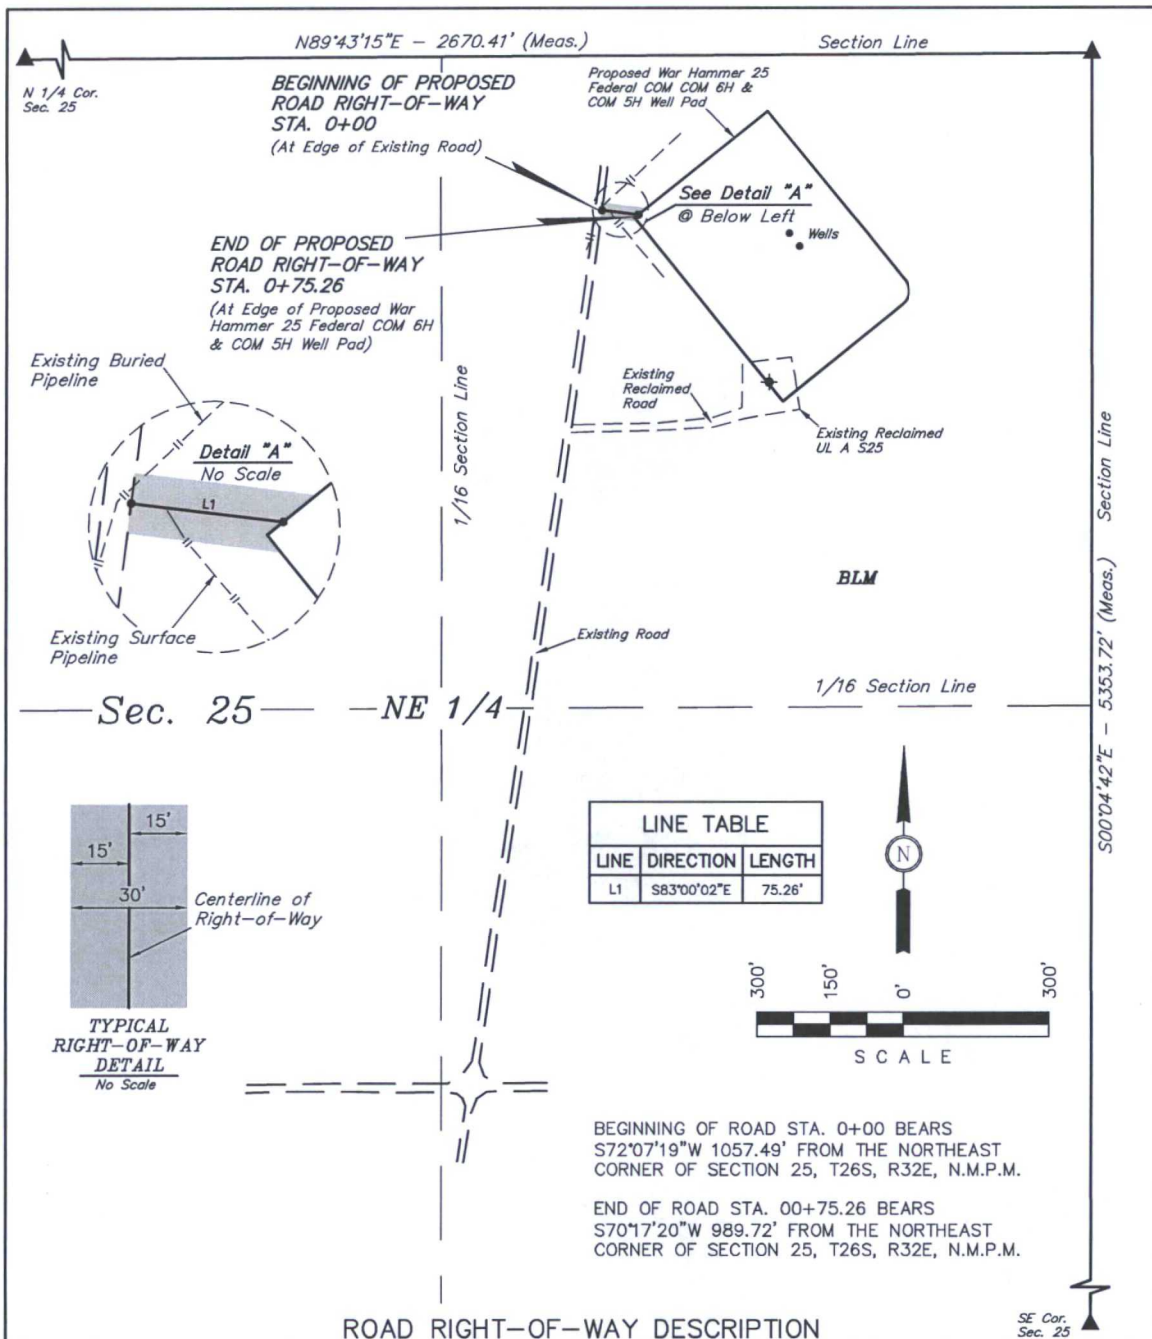 N89°43'15"E - 2670.41' (Meas.)
Section Line
N 1/4 Cor.
Sec. 25
BEGINNING OF PROPOSED
ROAD RIGHT-OF-WAY
STA. 0+00
(At Edge of Existing Road)
Proposed War Hammer 25
Federal COM COM 6H &
COM 5H Well Pad
See Detail "A"
@ Below Left
Wells
END OF PROPOSED
ROAD RIGHT-OF-WAY
STA. 0+75.26
(At Edge of Proposed War
Hammer 25 Federal COM 6H
& COM 5H Well Pad)
Existing Buried
Pipeline
Detail "A"
No Scale
L1
Existing Surface
Pipeline
1/16 Section Line
Existing
Reclaimed
Road
Existing Reclaimed
UL A S25
Section Line
S00°04'42"E - 5353.72' (Meas.)
BLM
Existing Road
1/16 Section Line
Sec. 25
NE 1/4
15'
15'
30'
Centerline of
Right-of-Way
TYPICAL
RIGHT-OF-WAY
DETAIL
No Scale
LINE TABLE
LINE DIRECTION LENGTH
L1 S83°00'02"E 75.26'
N
300' 150' 0' 300'
SCALE
BEGINNING OF ROAD STA. 0+00 BEARS
S72°07'19"W 1057.49' FROM THE NORTHEAST
CORNER OF SECTION 25, T26S, R32E, N.M.P.M.
END OF ROAD STA. 00+75.26 BEARS
S70°17'20"W 989.72' FROM THE NORTHEAST
CORNER OF SECTION 25, T26S, R32E, N.M.P.M.
ROAD RIGHT-OF-WAY DESCRIPTION
SE Cor.
Sec. 25